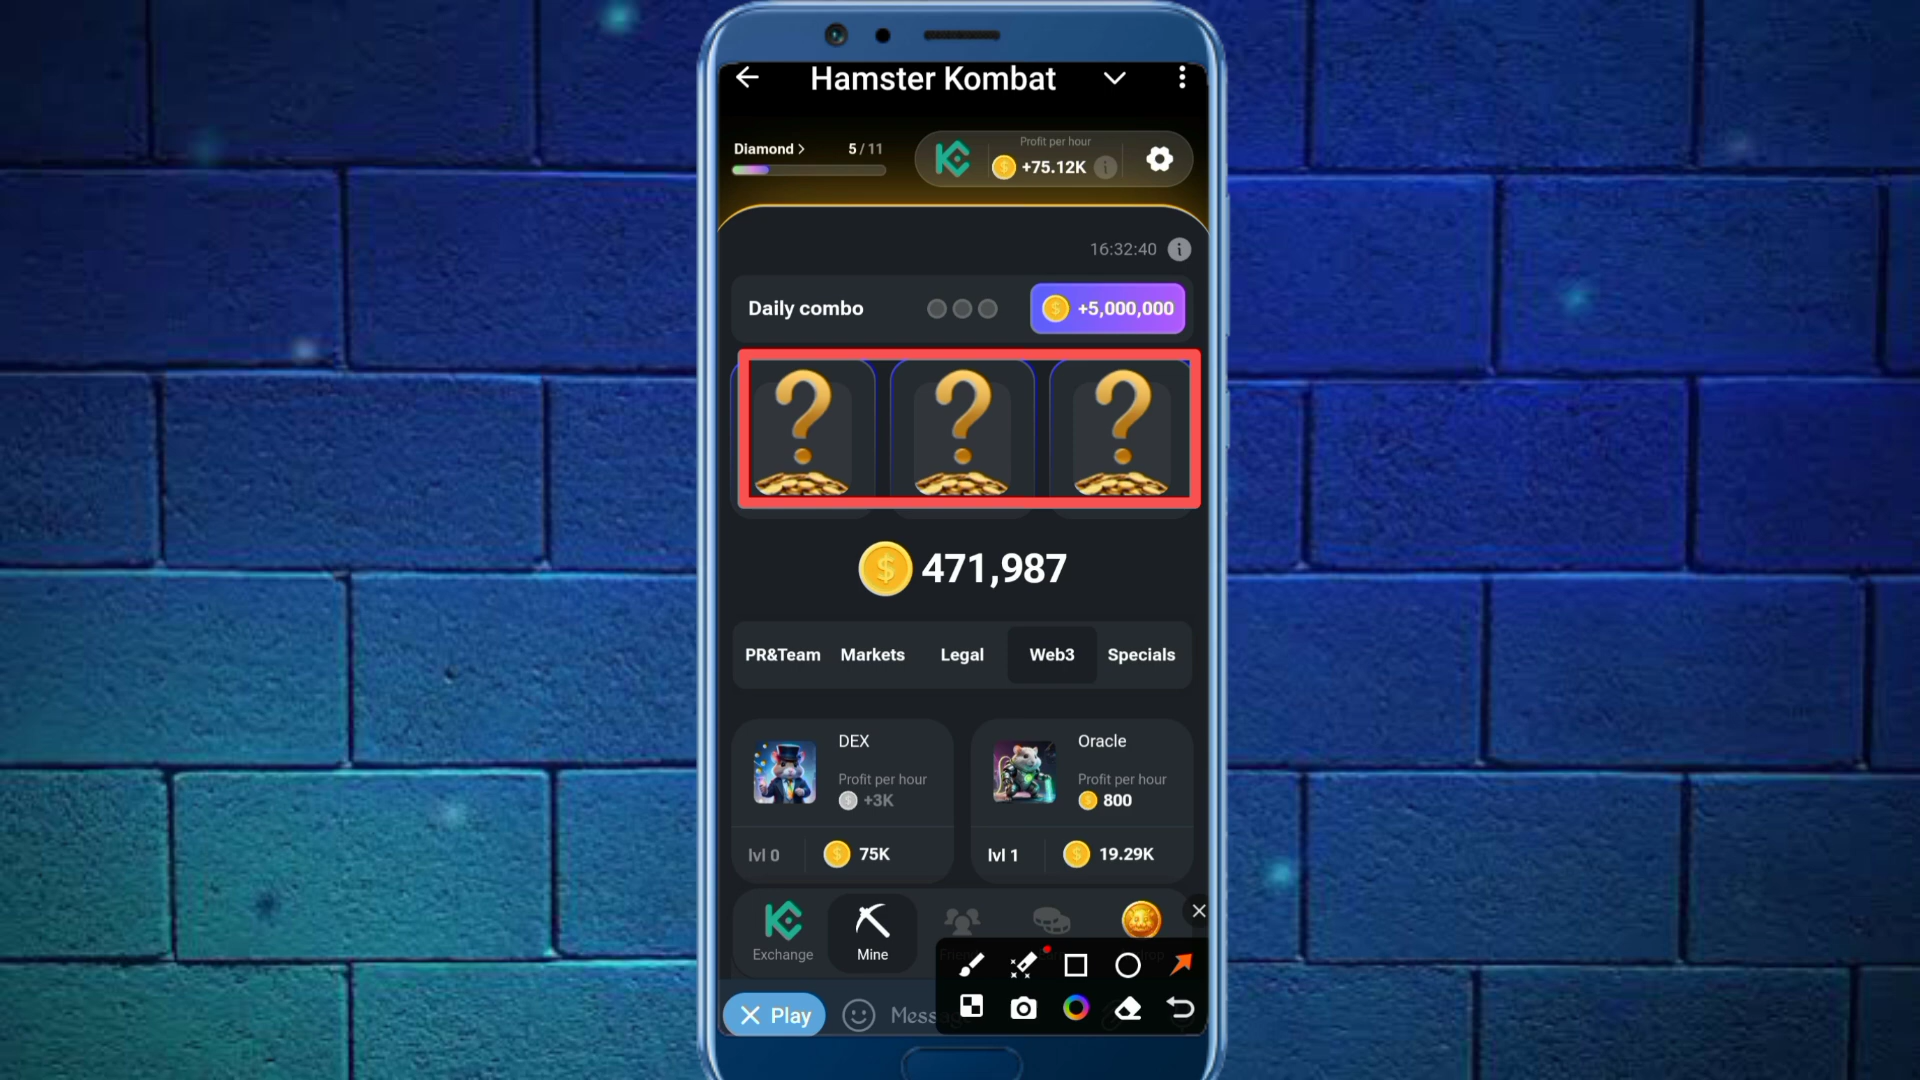 Hamster Kombat
Diamond >
5 / 11
Profit per hour
+75.12K
16:32:40
Daily combo
+5,000,000
471,987
PR&Team Markets Legal Web3 Specials
DEX
Profit per hour
+3K
lvl 0
75K
Oracle
Profit per hour
800
lvl 1
19.29K
Exchange
Mine
Play